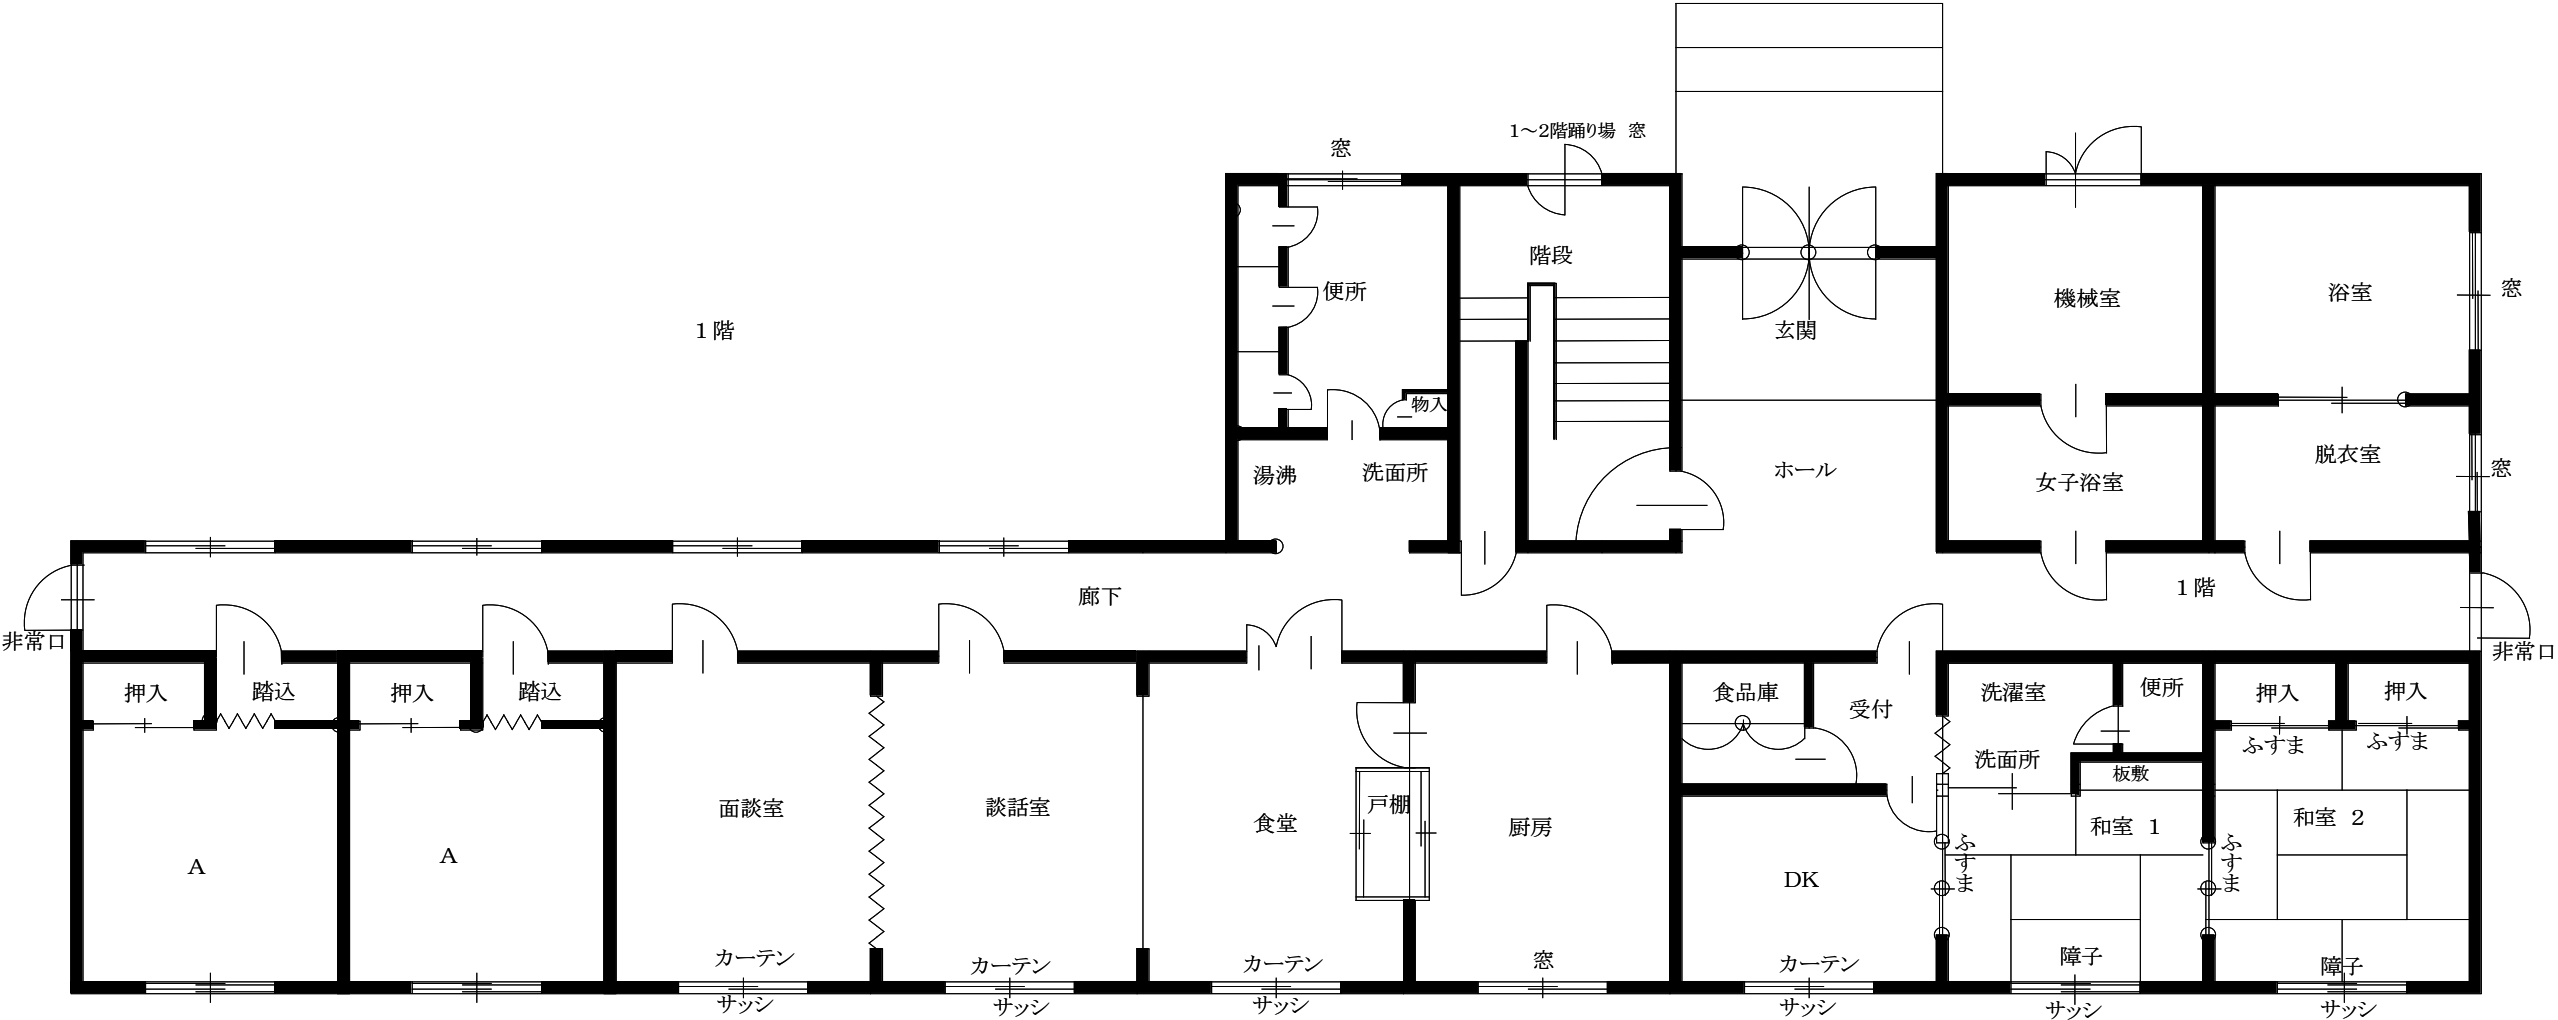 1～2階踊り場　窓
窓
階段
便所
機械室
浴室
窓
1階
玄関
物入
湯沸
洗面所
ホール
女子浴室
脱衣室
窓
廊下
1階
非常口
非常口
押入
踏込
押入
踏込
食品庫
受付
洗濯室
便所
押入
押入
ふすま
ふすま
洗面所
板敷
面談室
談話室
食堂
戸棚
厨房
和室 1
和室 2
A
A
DK
ふすま
ふすま
カーテン
カーテン
カーテン
窓
カーテン
障子
障子
サッシ
サッシ
サッシ
サッシ
サッシ
サッシ